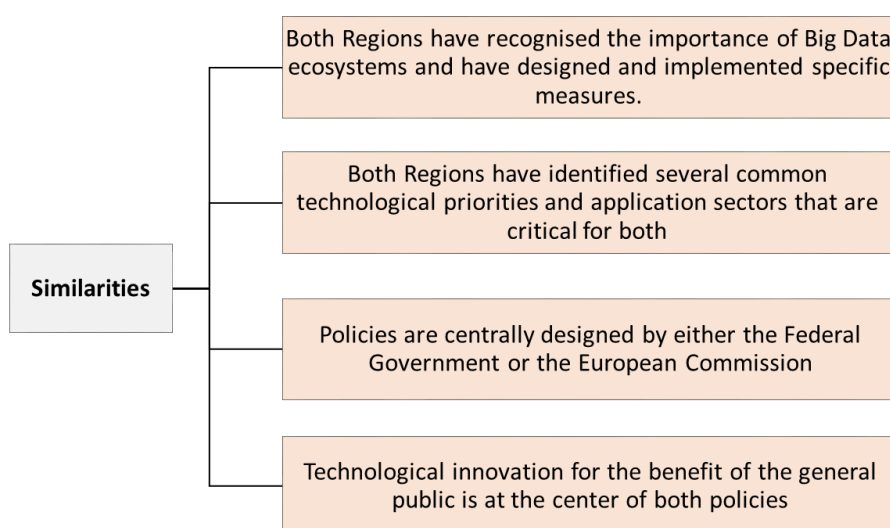 Both Regions have recognised the importance of Big Data
ecosystems and have designed and implemented specific
measures.
Both Regions have identified several common
technological priorities and application sectors that are
critical for both
Similarities
Policies are centrally designed by either the Federal
Government or the European Commission
Technological innovation for the benefit of the general
public is at the center of both policies